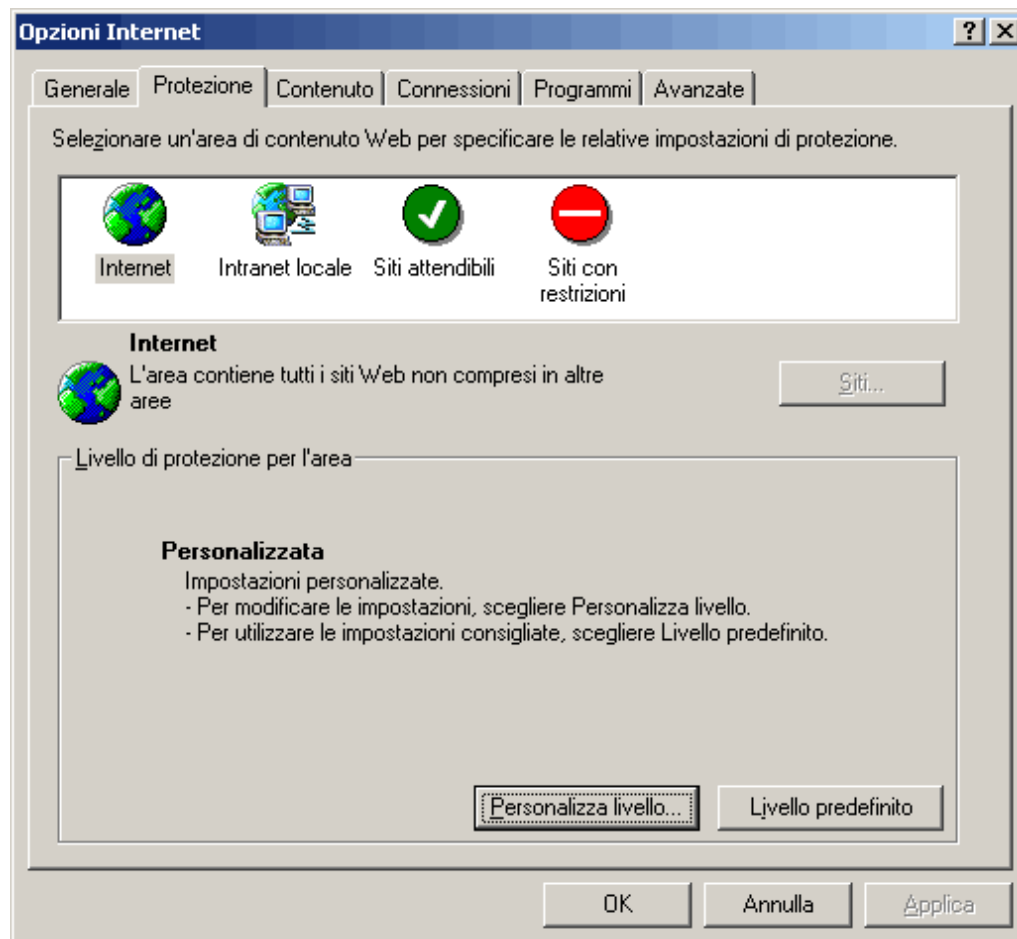 Opzioni Internet
Generale Protezione Contenuto Connessioni Programmi Avanzate
Selezionare un'area di contenuto Web per specificare le relative impostazioni di protezione.
Internet Intranet locale Siti attendibili Siti con
restrizioni
Internet
L'area contiene tutti i siti Web non compresi in altre
aree
Siti...
Livello di protezione per l'area
Personalizzata
Impostazioni personalizzate.
- Per modificare le impostazioni, scegliere Personalizza livello.
- Per utilizzare le impostazioni consigliate, scegliere Livello predefinito.
Personalizza livello... Livello predefinito
OK Annulla Applica